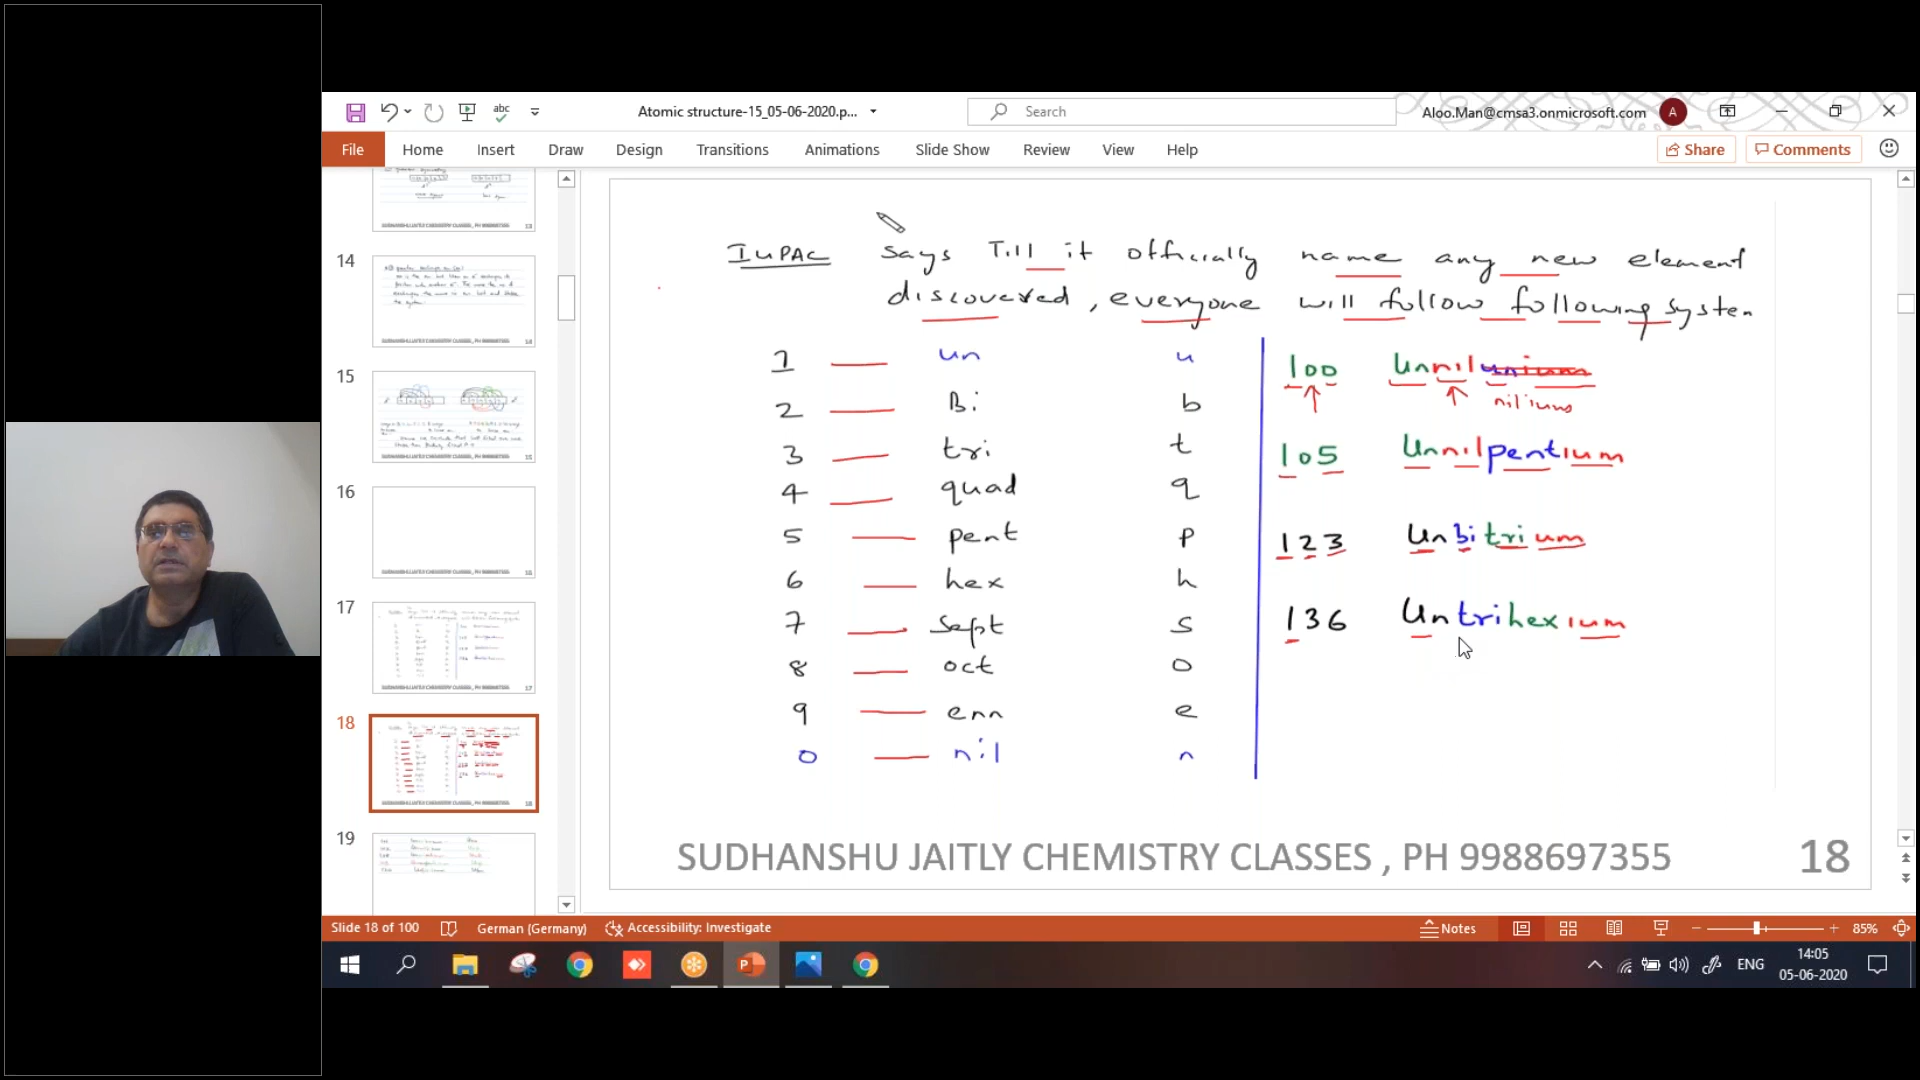 Atomic structure-15_05-06-2020.p...
Search
Aloo.Man@cmsa3.onmicrosoft.com
A
File Home Insert Draw Design Transitions Animations Slide Show Review View Help
Share Comments
abc
14
15
16
17
18
19
IUPAC says Till it officially name any new element
discovered, everyone will follow following system
1 un u
2 Bi b
3 tri t
4 quad q
5 pent p
6 hex h
7 sept s
8 oct o
9 enn e
0 nil n
100 Unnilunium
nilium
105 Unnilpentium
123 Unbitrium
136 Untrihexium
SUDHANSHU JAITLY CHEMISTRY CLASSES , PH 9988697355 18
Slide 18 of 100 German (Germany) Accessibility: Investigate Notes 85%
ENG 14:05
05-06-2020